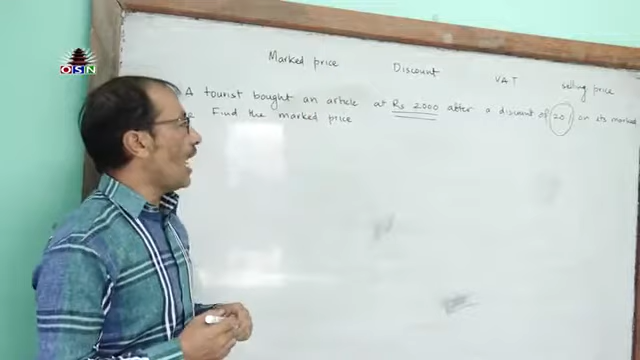 OSN
Marked price Discount VAT selling price
A tourist bought an article at Rs 2000 after a discount of 20% on its marked
Find the marked price